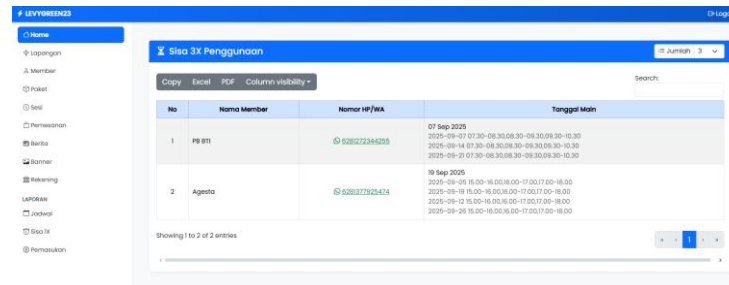 LEVYGREEN23
Logo
Home
Lapangan
Member
Paket
Sesi
Pemesanan
Berita
Banner
Rekening
LAPORAN
Jadwal
Sisa 1X
Pemasukan
Sisa 3X Penggunaan
Jumlah 3
Copy Excel PDF Column visibility
Search:
No Nama Member Nomor HP/WA Tanggal Main
07 Sep 2025
1 PB BTI 6281272344255 2025-09-07 07.30-08.30,08.30-09.30,09.30-10.30
2025-09-14 07.30-08.30,08.30-09.30,09.30-10.30
2025-09-21 07.30-08.30,08.30-09.30,09.30-10.30
19 Sep 2025
2025-09-05 15.00-16.00,16.00-17.00,17.00-18.00
2 Agesta 6281377925474 2025-09-19 15.00-16.00,16.00-17.00,17.00-18.00
2025-09-12 15.00-16.00,16.00-17.00,17.00-18.00
2025-09-26 15.00-16.00,16.00-17.00,17.00-18.00
Showing 1 to 2 of 2 entries
« ‹ 1 › »